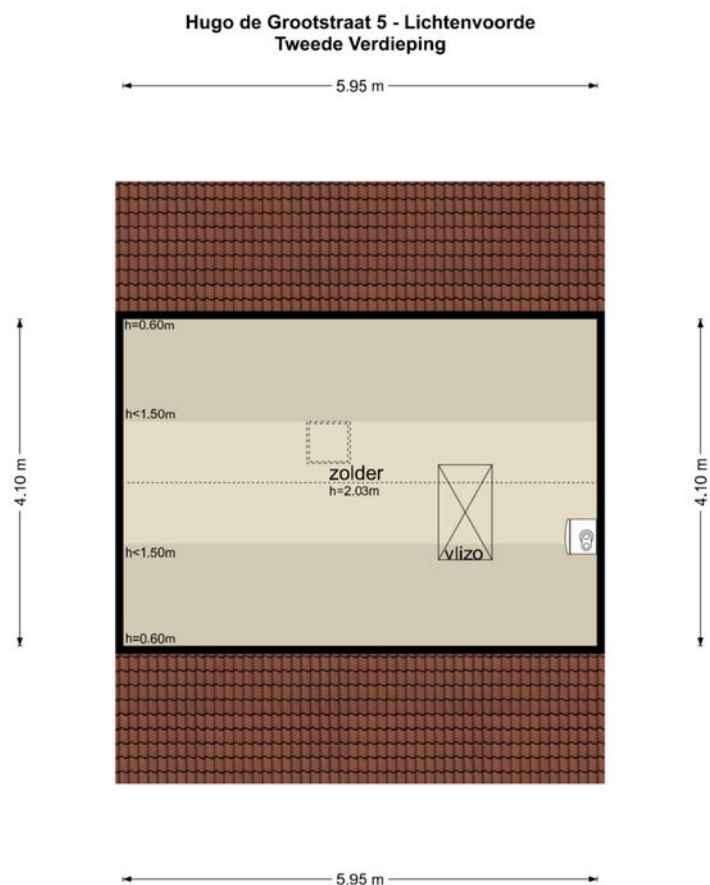 Hugo de Grootstraat 5 - Lichtenvoorde
Tweede Verdieping
5.95 m
h=0.60m
h<1.50m
4.10 m
zolder
h=2.03m
4.10 m
h<1.50m
vlizo
h=0.60m
5.95 m